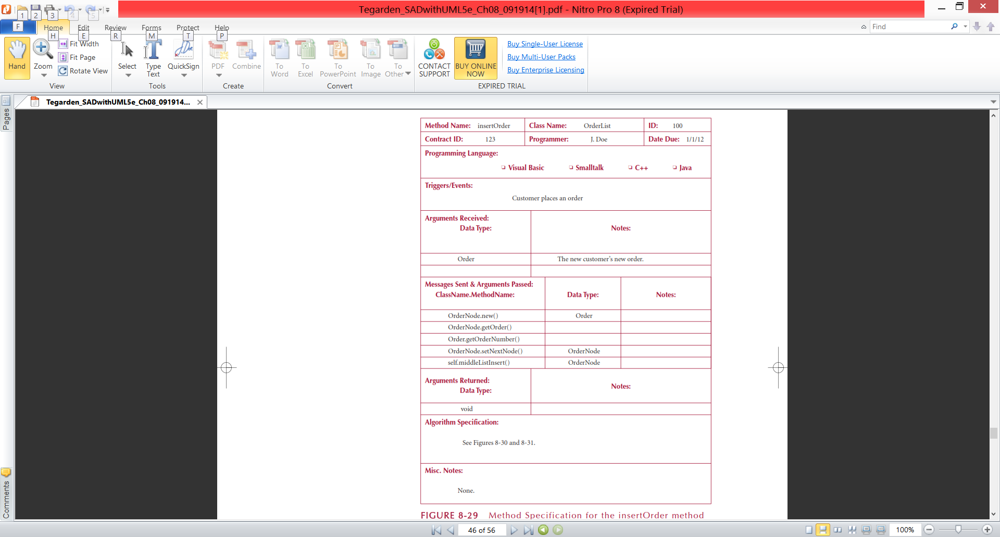 Tegarden_SADwithUML5e_Ch08_091914[1].pdf - Nitro Pro 8 (Expired Trial)
1 2 3 4 5
F Home Edit Review Forms Protect Help Find
H E R M T P
Hand
Zoom
Fit Width
Fit Page
Rotate View
View
Select
Type Text
QuickSign
Tools
PDF
Combine
Create
To Word
To Excel
To PowerPoint
To Image
To Other
Convert
CONTACT SUPPORT
BUY ONLINE NOW
Buy Single-User License
Buy Multi-User Packs
Buy Enterprise Licensing
EXPIRED TRIAL
Pages
Tegarden_SADwithUML5e_Ch08_091914...
Method Name: insertOrder Class Name: OrderList ID: 100
Contract ID: 123 Programmer: J. Doe Date Due: 1/1/12
Programming Language:
Visual Basic Smalltalk C++ Java
Triggers/Events:
Customer places an order
Arguments Received:
Data Type: Notes:
Order The new customer's new order.
Messages Sent & Arguments Passed:
ClassName.MethodName: Data Type: Notes:
OrderNode.new() Order
OrderNode.getOrder()
Order.getOrderNumber()
OrderNode.setNextNode() OrderNode
self.middleListInsert() OrderNode
Arguments Returned:
Data Type: Notes:
void
Algorithm Specification:
See Figures 8-30 and 8-31.
Misc. Notes:
None.
FIGURE 8-29 Method Specification for the insertOrder method
Comments
46 of 56
100%